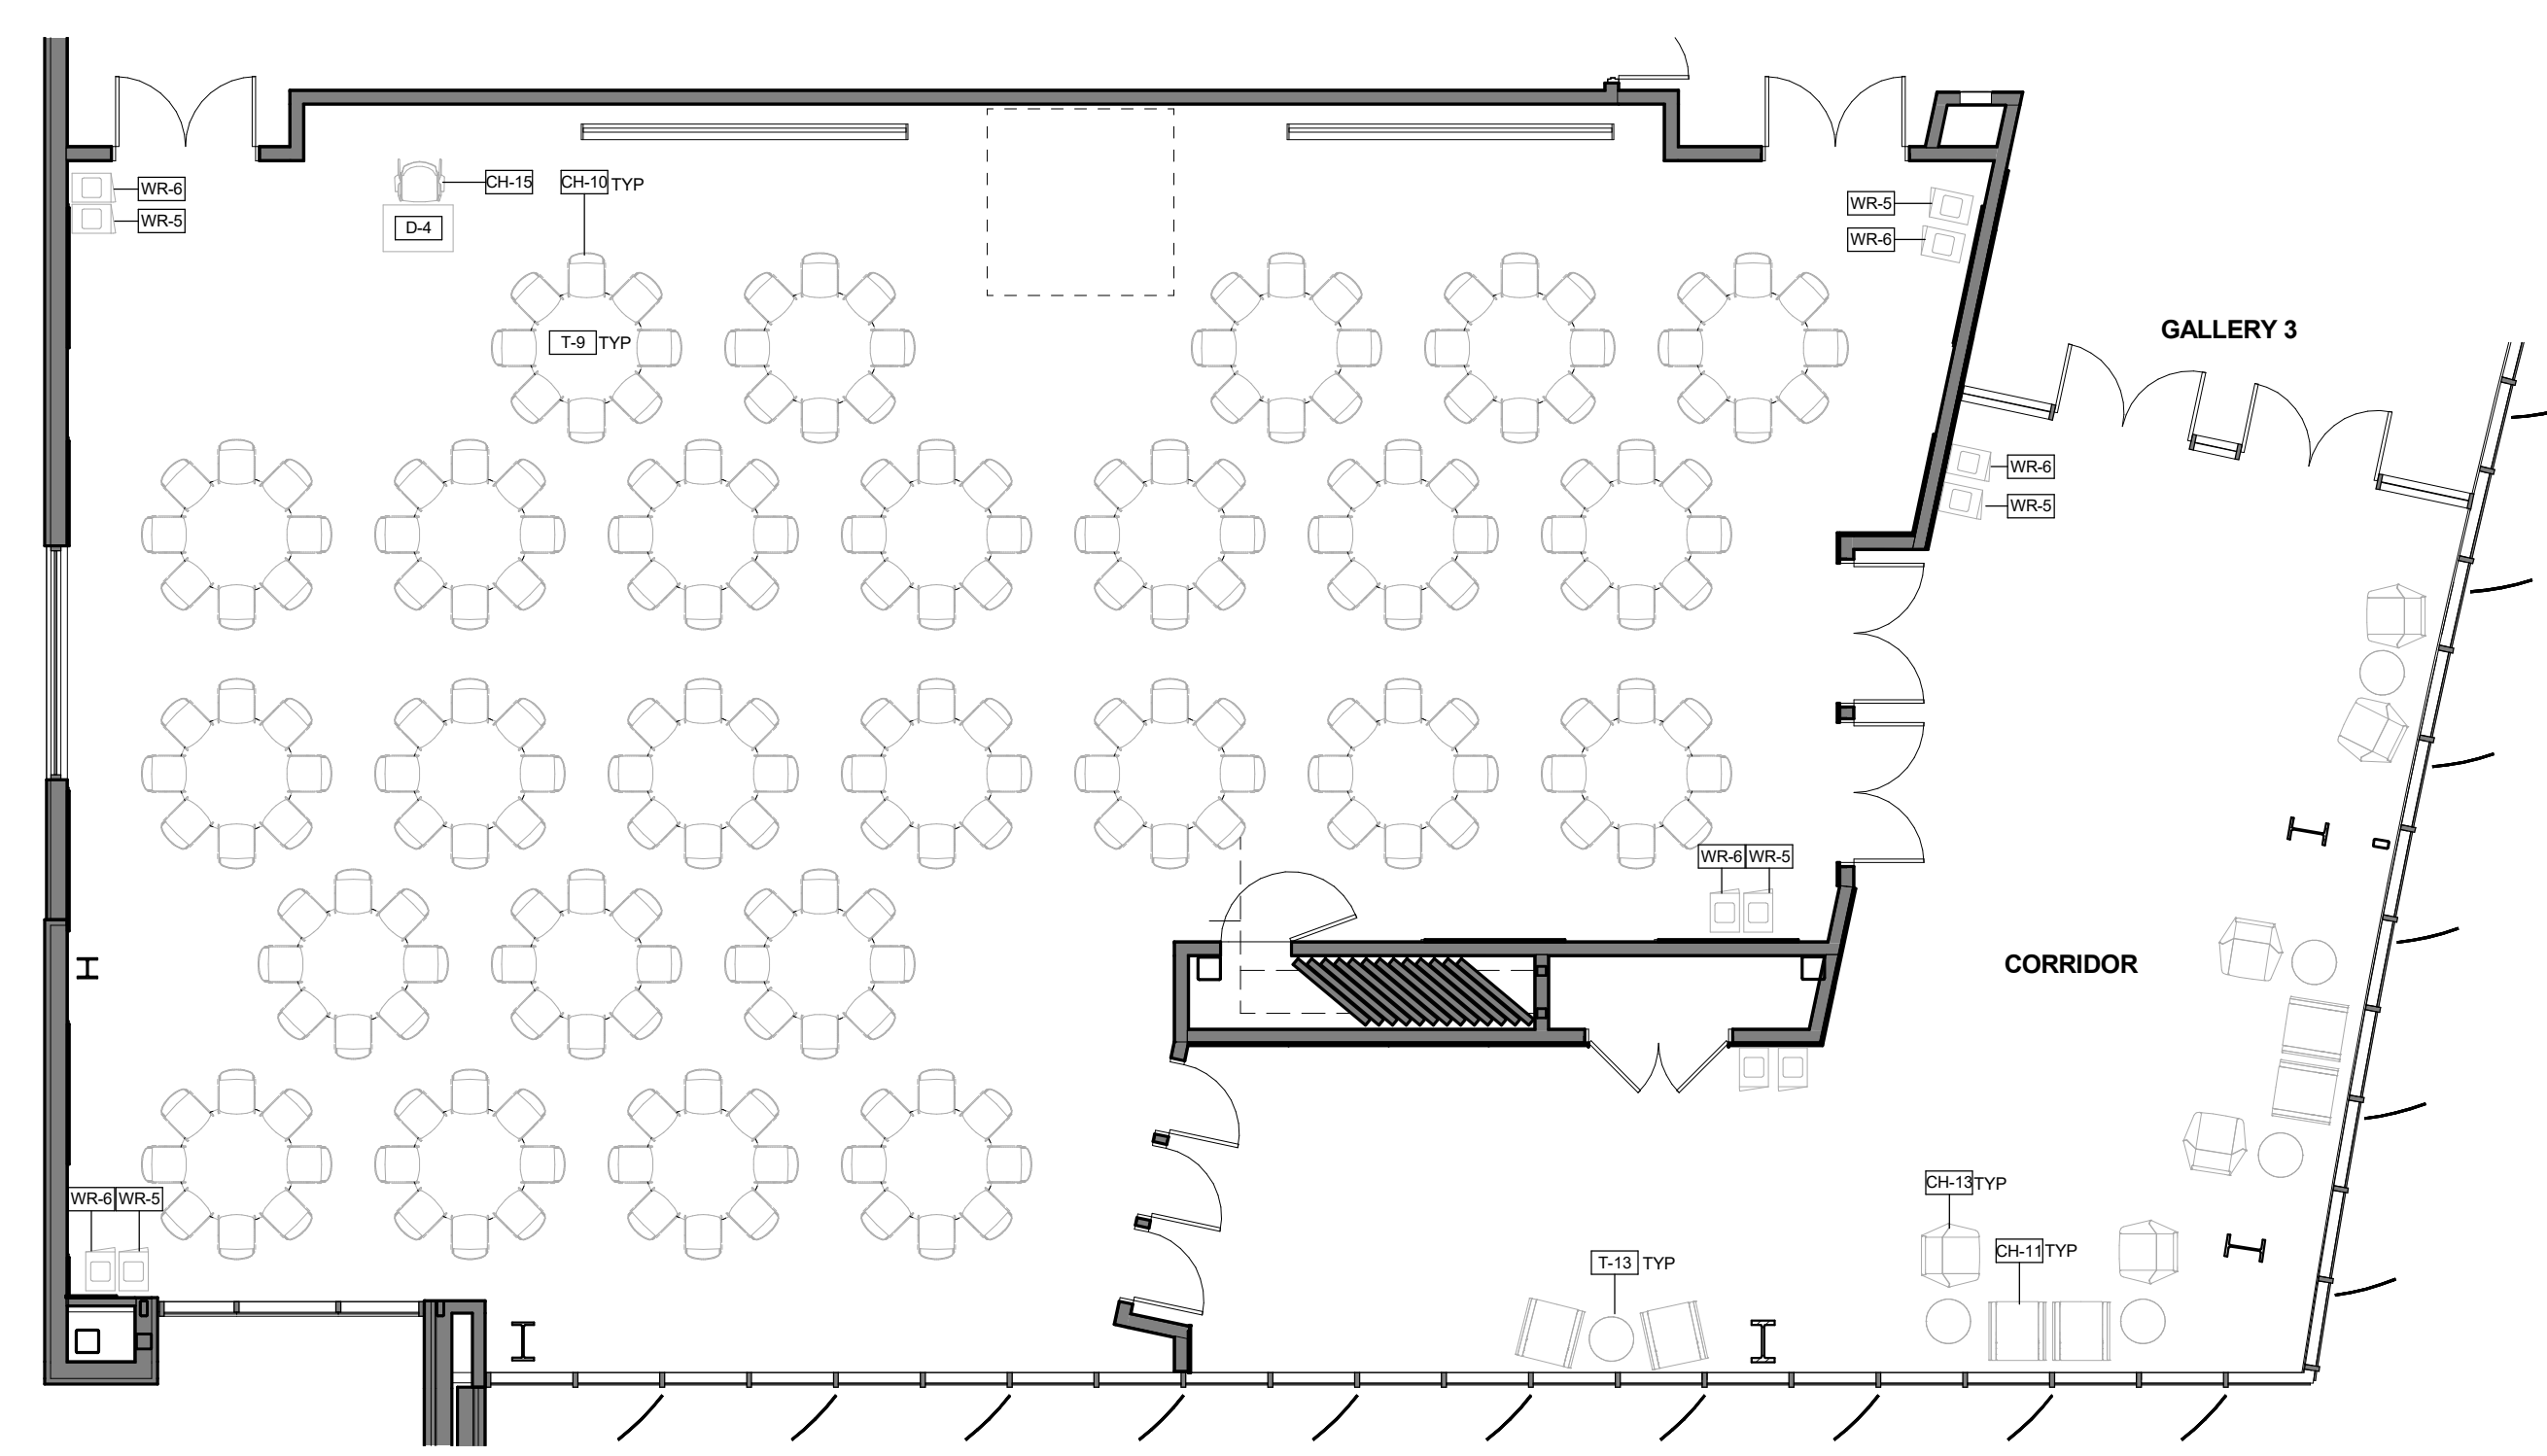 WR-6
WR-5
CH-15
CH-10 TYP
D-4
WR-5
WR-6
T-9 TYP
GALLERY 3
WR-6
WR-5
WR-6 WR-5
CORRIDOR
WR-6 WR-5
CH-13 TYP
CH-11 TYP
T-13 TYP